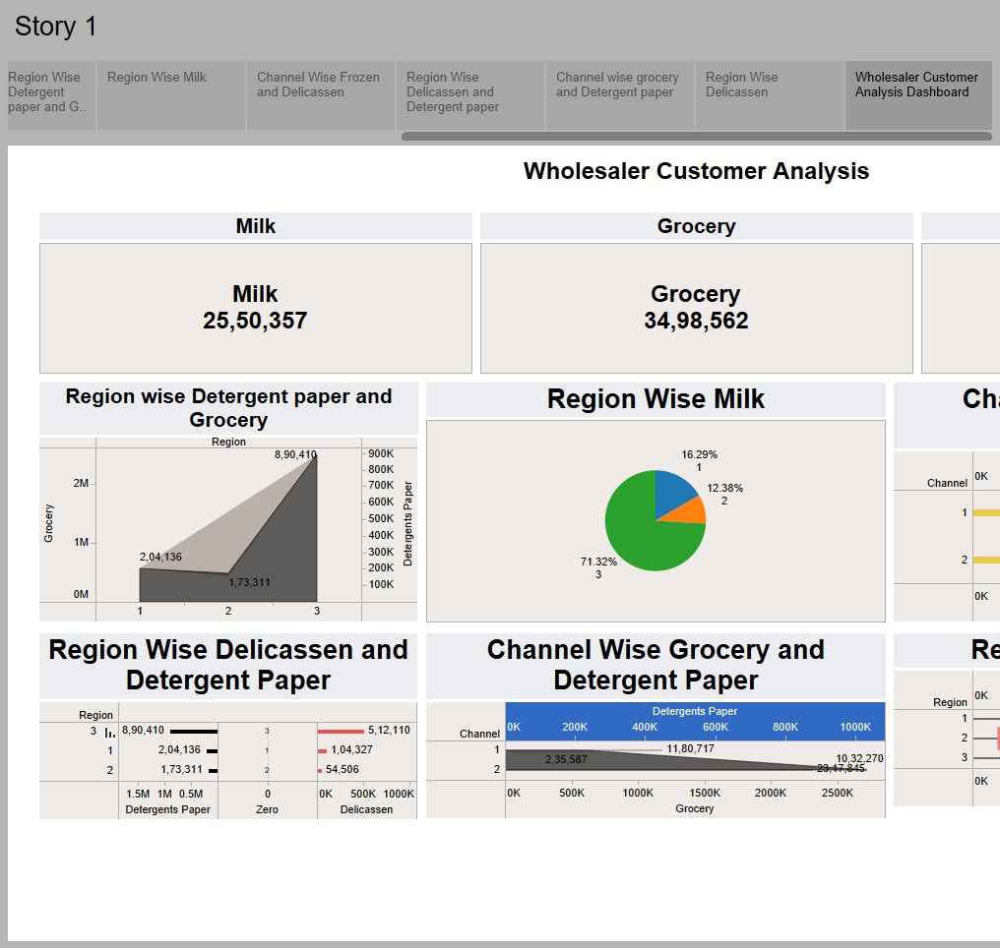 Story 1
Region Wise
Detergent
paper and G..
Region Wise Milk
Channel Wise Frozen
and Delicassen
Region Wise
Delicassen and
Detergent paper
Channel wise grocery
and Detergent paper
Region Wise
Delicassen
Wholesaler Customer
Analysis Dashboard
Wholesaler Customer Analysis
Milk
Grocery
Milk
25,50,357
Grocery
34,98,562
Region wise Detergent paper and
Grocery
Region
8,90,410
2,04,136
1,73,311
2M
1M
0M
Grocery
900K
800K
700K
600K
500K
400K
300K
200K
100K
Detergents Paper
1 2 3
Region Wise Milk
16.29%
1
12.38%
2
71.32%
3
Ch
Channel 0K
1
2
0K
Region Wise Delicassen and
Detergent Paper
Region
3 8,90,410 3 5,12,110
1 2,04,136 1 1,04,327
2 1,73,311 2 54,506
1.5M 1M 0.5M 0 0K 500K 1000K
Detergents Paper Zero Delicassen
Channel Wise Grocery and
Detergent Paper
Detergents Paper
0K 200K 400K 600K 800K 1000K
Channel
1 11,80,717
2,35,587 10,32,270
2 23,17,845
0K 500K 1000K 1500K 2000K 2500K
Grocery
Re
Region 0K
1
2
3
0K